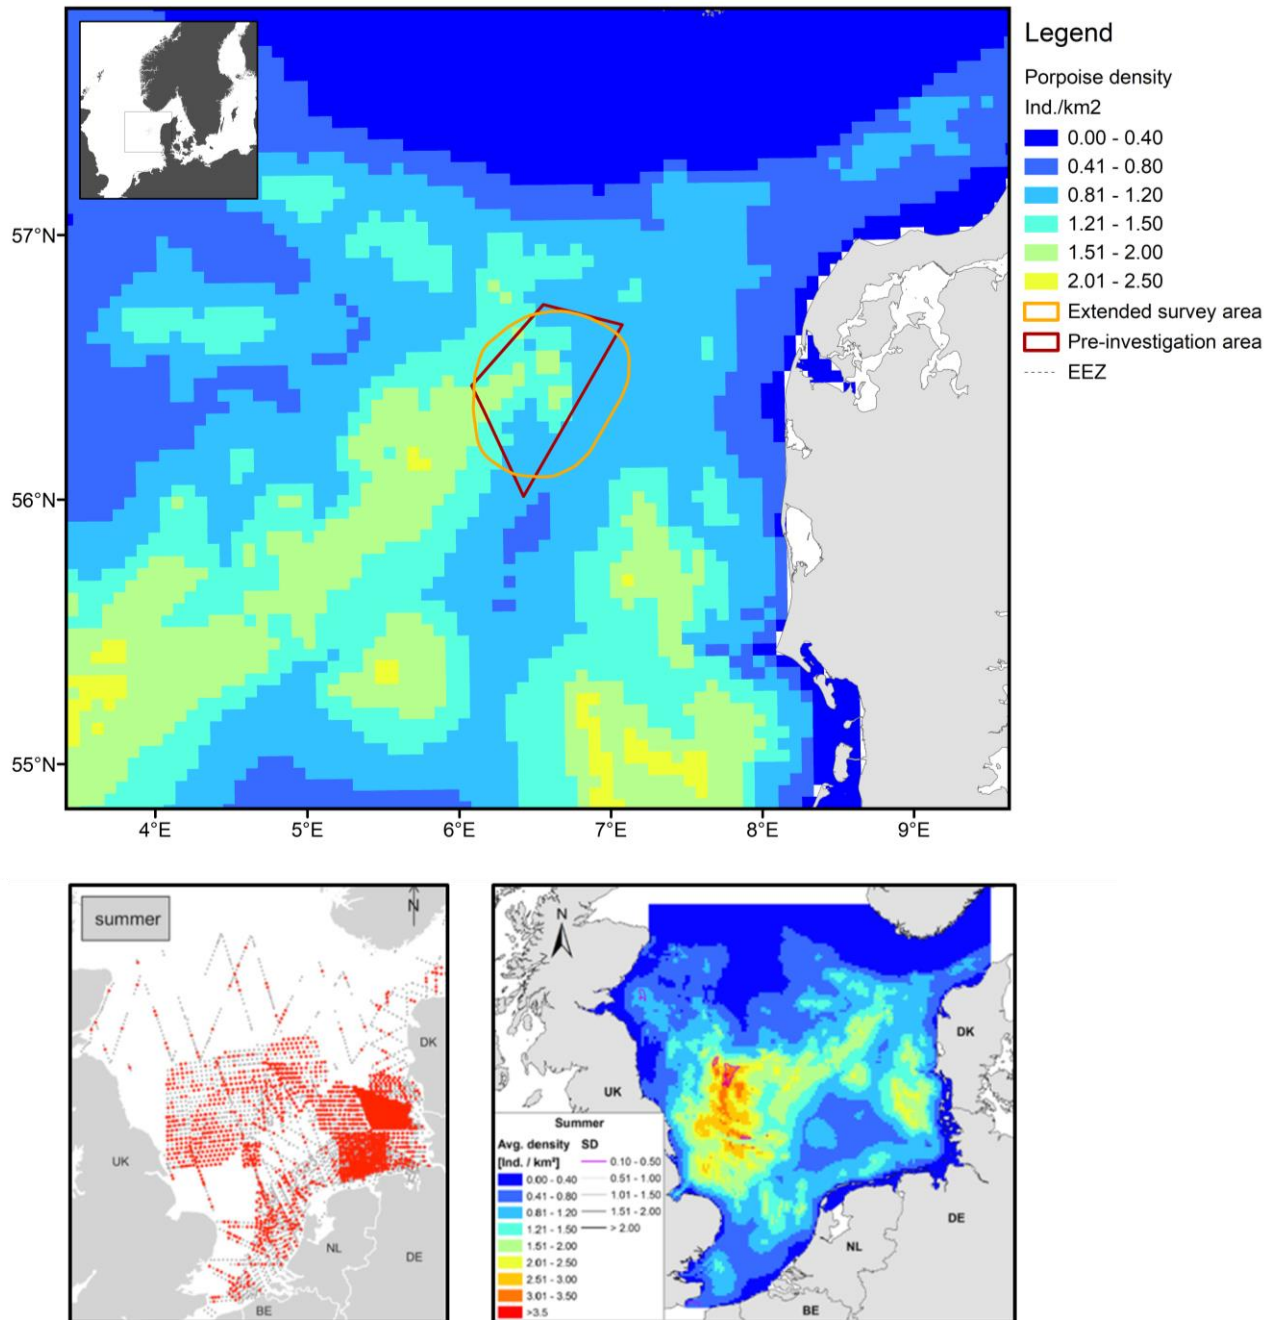 Legend
Porpoise density
Ind./km2
0.00 - 0.40
0.41 - 0.80
0.81 - 1.20
1.21 - 1.50
1.51 - 2.00
2.01 - 2.50
Extended survey area
Pre-investigation area
EEZ
57°N
56°N
55°N
4°E 5°E 6°E 7°E 8°E 9°E
summer
N
DK
UK
NL
DE
BE
N
DK
UK
DE
NL
BE
Summer
Avg. density SD
[Ind. / km²]
0.00 - 0.40
0.41 - 0.80
0.81 - 1.20
1.21 - 1.50
1.51 - 2.00
2.01 - 2.50
2.51 - 3.00
3.01 - 3.50
>3.5
0.10 - 0.50
0.51 - 1.00
1.01 - 1.50
1.51 - 2.00
> 2.00